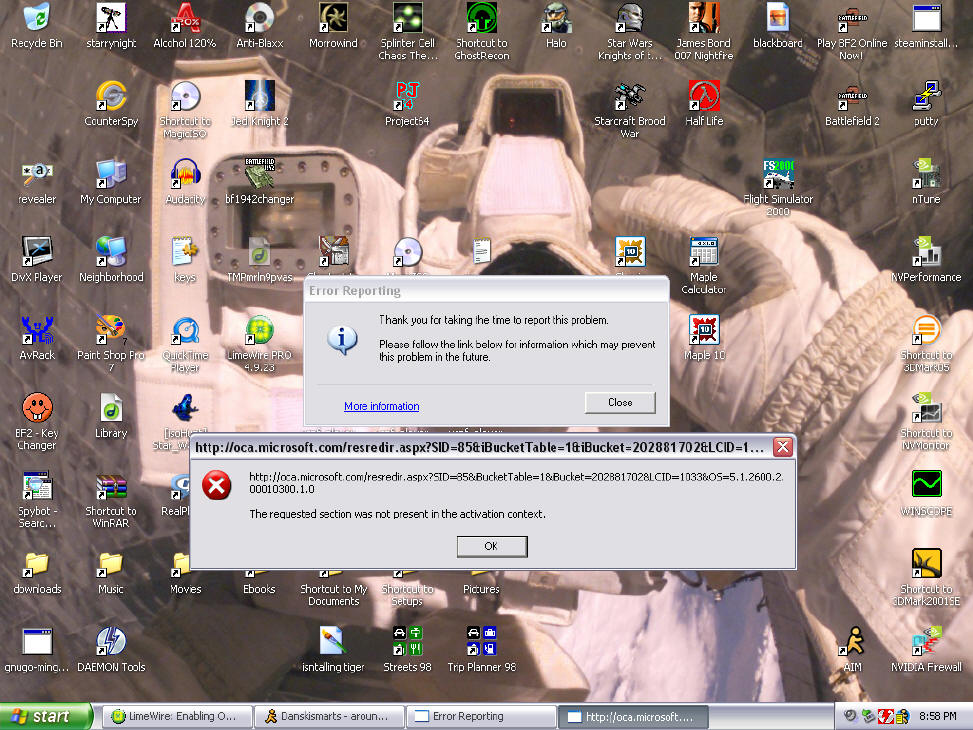 Recycle Bin
starrynight
Alcohol 120%
Anti-Blaxx
Morrowind
Splinter Cell
Chaos The...
Shortcut to
GhostRecon
Halo
Star Wars
Knights of t...
James Bond
007 Nightfire
blackboard
Play BF2 Online
Now!
steaminstall...
CounterSpy
Shortcut to
MagicISO
Jedi Knight 2
Project64
Starcraft Brood
War
Half Life
Battlefield 2
putty
revealer
My Computer
Audacity
bf1942changer
Flight Simulator
2000
nTune
DivX Player
Neighborhood
keys
TMPmrln9pvas
Maple
Calculator
NVPerformance
AvRack
Paint Shop Pro
7
QuickTime
Player
LimeWire PRO
4.9.23
Maple 10
Shortcut to
3DMark05
Error Reporting
Thank you for taking the time to report this problem.
Please follow the link below for information which may prevent
this problem in the future.
More information
Close
BF2 - Key
Changer
Library
Shortcut to
NVMonitor
http://oca.microsoft.com/resredir.aspx?SID=85&iBucketTable=1&iBucket=202881702&LCID=1...
http://oca.microsoft.com/resredir.aspx?SID=85&iBucketTable=1&iBucket=202881702&LCID=1033&OS=5.1.2600.2.
00010300.1.0
The requested section was not present in the activation context.
OK
Spybot -
Searc...
Shortcut to
WinRAR
WINSCOPE
downloads
Music
Movies
Ebooks
Shortcut to My
Documents
Shortcut to
Setups
Pictures
Shortcut to
3DMark2001SE
gnugo-ming...
DAEMON Tools
isntalling tiger
Streets 98
Trip Planner 98
AIM
NVIDIA Firewall
start
LimeWire: Enabling O...
Danskismarts - aroun...
Error Reporting
http://oca.microsoft....
8:58 PM